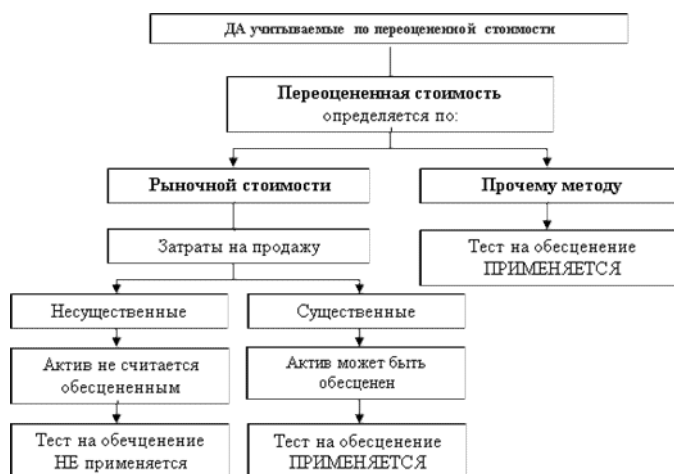 ДА учитываемые по переоцененной стоимости
Переоцененная стоимость
определяется по:
Рыночной стоимости
Прочему методу
Затраты на продажу
Тест на обесценение
ПРИМЕНЯЕТСЯ
Несущественные
Существенные
Актив не считается
обесцененным
Актив может быть
обесценен
Тест на обечценение
НЕ применяется
Тест на обесценение
ПРИМЕНЯЕТСЯ